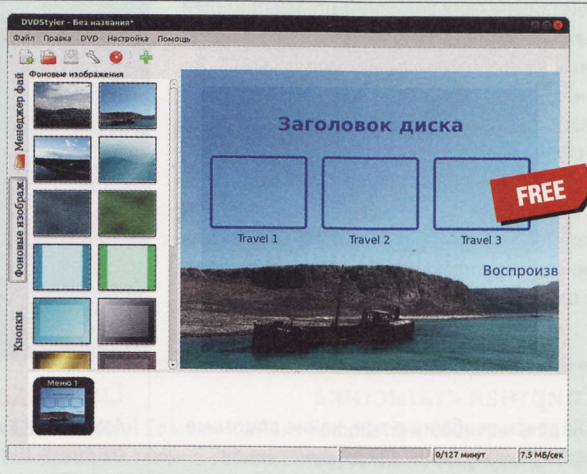 DVDStyler - Без названия*
Файл Правка DVD Настройка Помощь
Фоновые изображения
Менеджер фай
Фоновые изображ.
Кнопки
Заголовок диска
Travel 1 Travel 2 Travel 3
FREE
Воспроизв
Меню 1
0/127 минут 7.5 МБ/сек